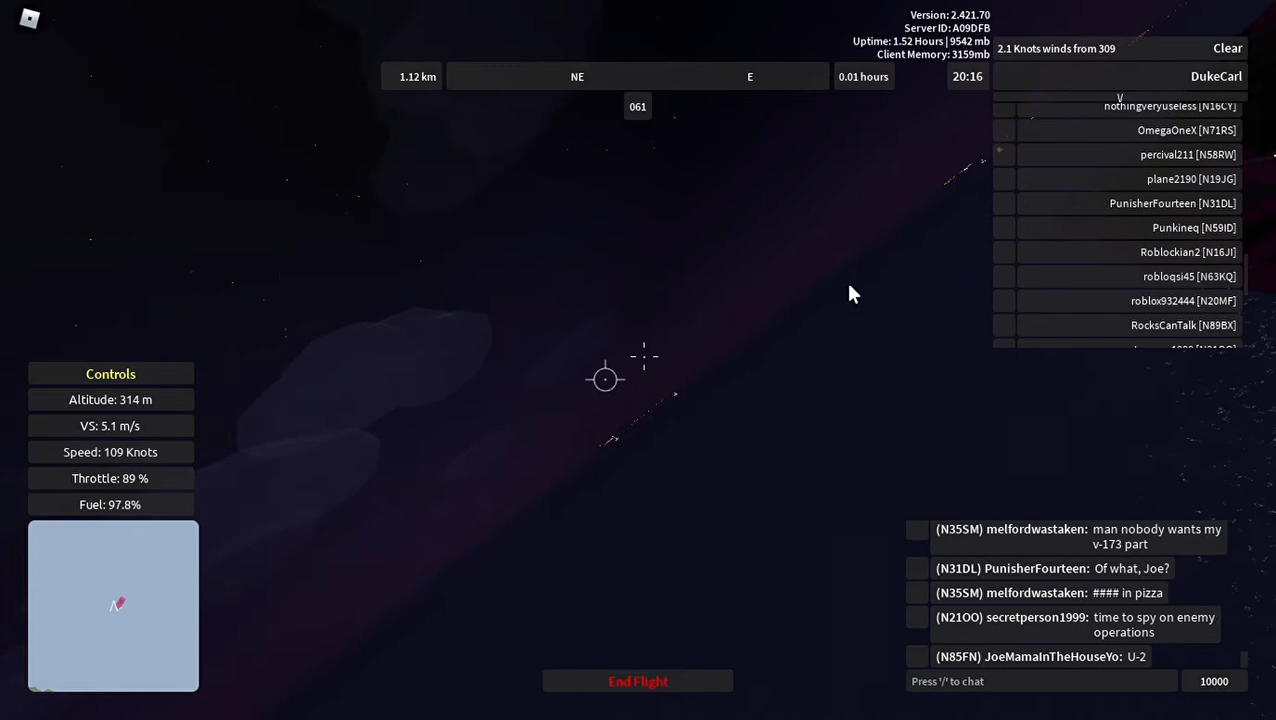 Version: 2.421.70
Server ID: A09DFB
Uptime: 1.52 Hours | 9542 mb
Client Memory: 3159mb
2.1 Knots winds from 309
Clear
1.12 km
NE
E
0.01 hours
20:16
DukeCarl
061
V
nothingveryuseless [N16CY]
OmegaOneX [N71RS]
percival211 [N58RW]
plane2190 [N19JG]
PunisherFourteen [N31DL]
Punkineq [N59ID]
Roblockian2 [N16JI]
robloqsi45 [N63KQ]
roblox932444 [N20MF]
RocksCanTalk [N89BX]
Controls
Altitude: 314 m
VS: 5.1 m/s
Speed: 109 Knots
Throttle: 89 %
Fuel: 97.8%
(N35SM) melfordwastaken: man nobody wants my
v-173 part
(N31DL) PunisherFourteen: Of what, Joe?
(N35SM) melfordwastaken: #### in pizza
(N21OO) secretperson1999: time to spy on enemy
operations
(N85FN) JoeMamaInTheHouseYo: U-2
End Flight
Press '/' to chat
10000